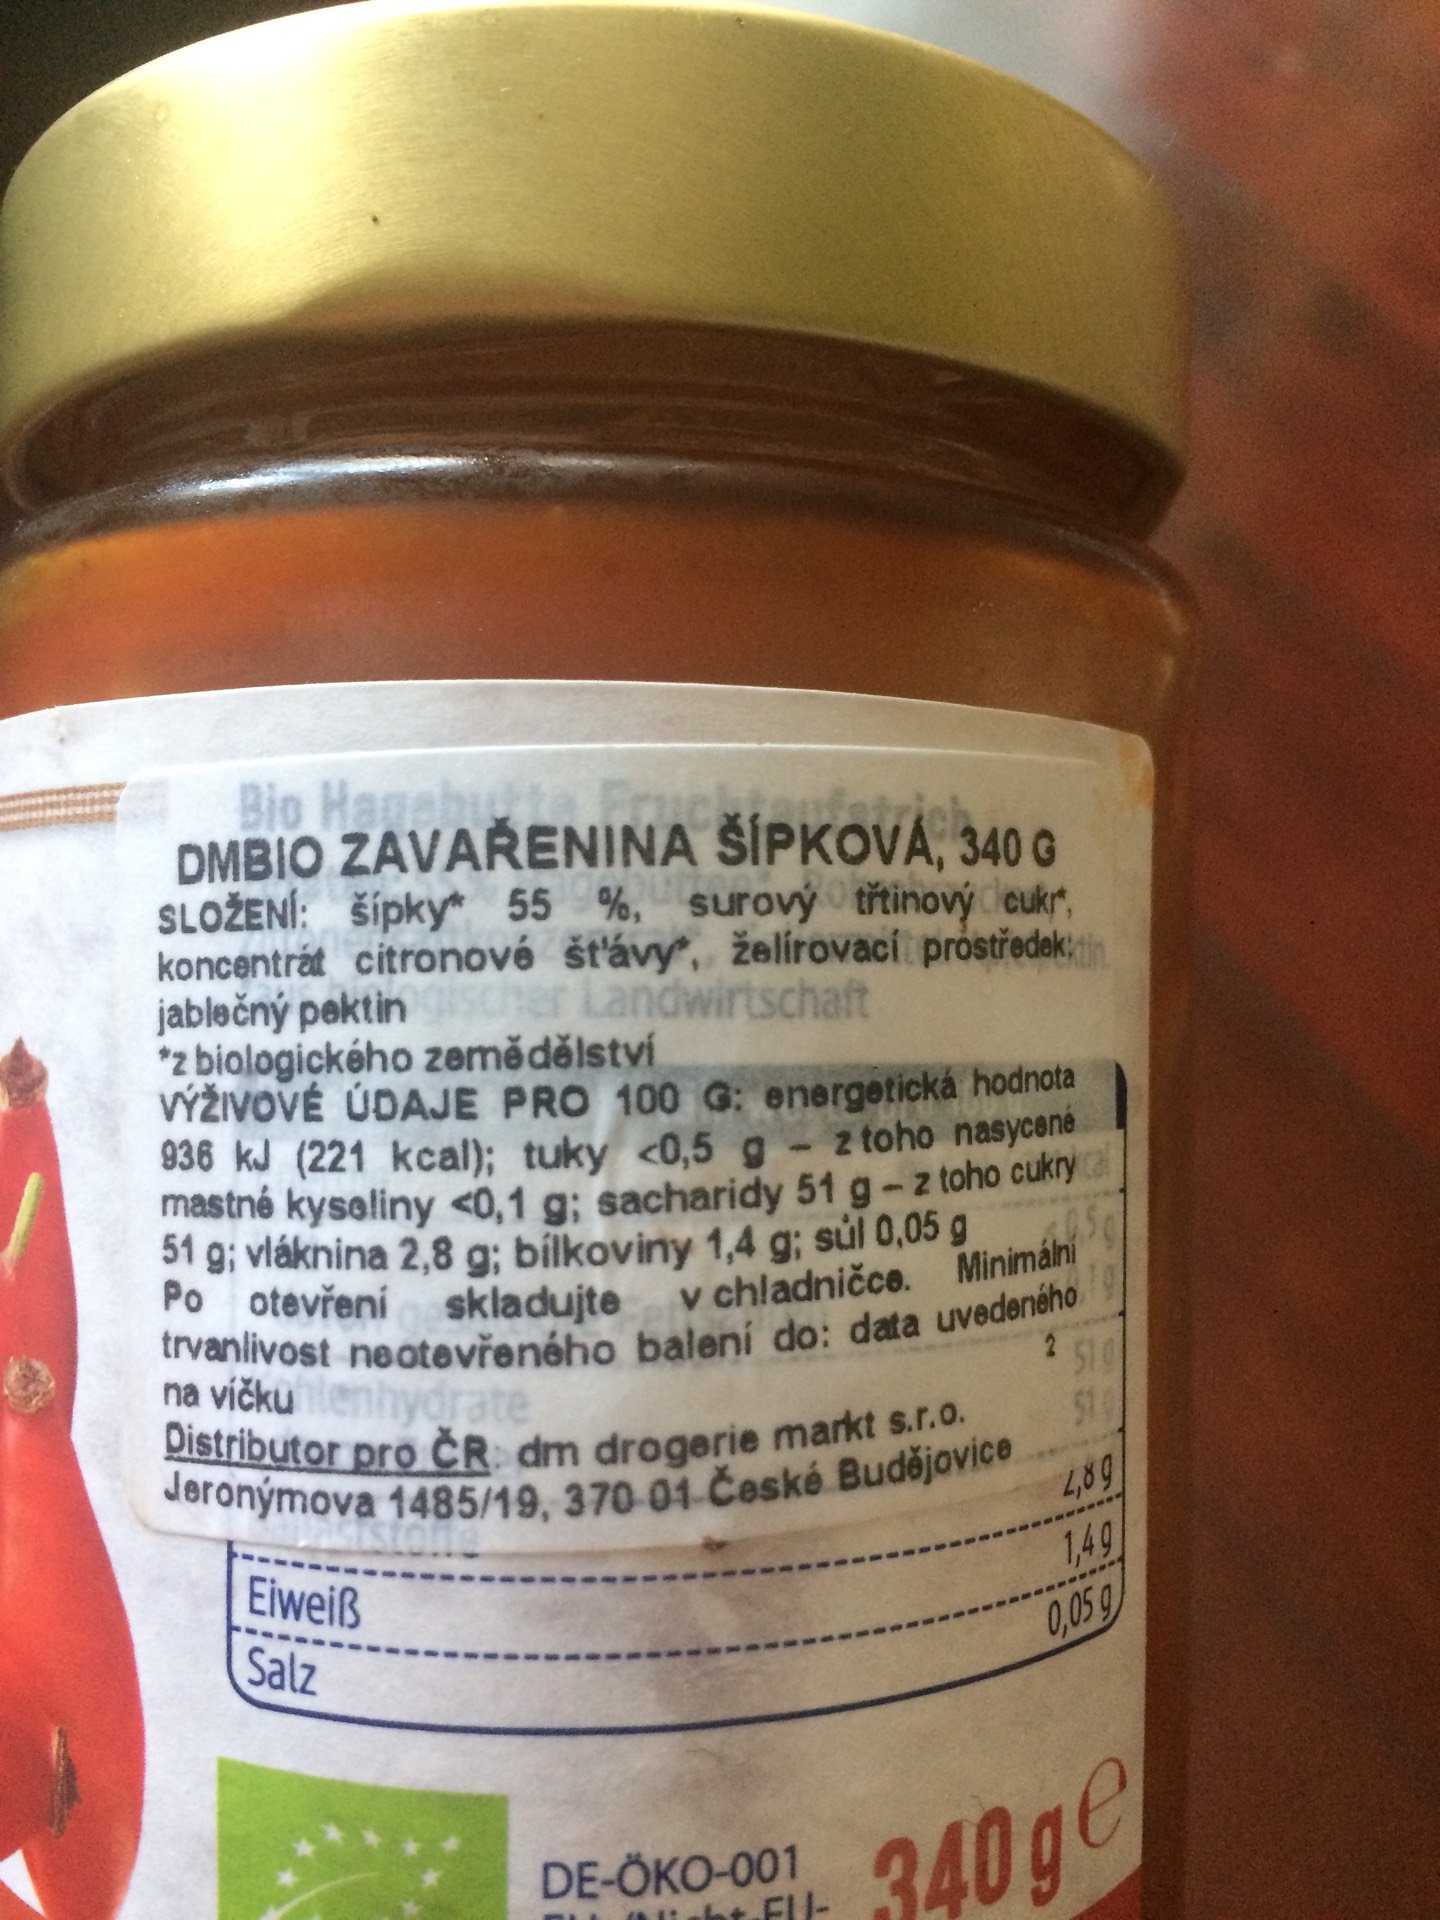 Bio Hagebutte Fruchtaufstrich
DMBIO ZAVAŘENINA ŠÍPKOVÁ, 340 G
SLOŽENÍ: šípky* 55 %, surový třtinový cukr*,
koncentrát citronové šťávy*, želírovací prostředek:
jablečný pektin
Landwirtschaft
*z biologického zemědělství
VÝŽIVOVÉ ÚDAJE PRO 100 G: energetická hodnota
936 kJ (221 kcal); tuky <0,5 g – z toho nasycené
mastné kyseliny <0,1 g; sacharidy 51 g – z toho cukry
51 g; vláknina 2,8 g; bílkoviny 1,4 g; sůl 0,05 g
Po otevření skladujte v chladničce. Minimální
trvanlivost neotevřeného balení do: data uvedeného
na víčku 2
Distributor pro ČR: dm drogerie markt s.r.o.
Jeronýmova 1485/19, 370 01 České Budějovice
2,8 g
Eiweiß 1,4 g
Salz 0,05 g
DE-ÖKO-001
340 g e